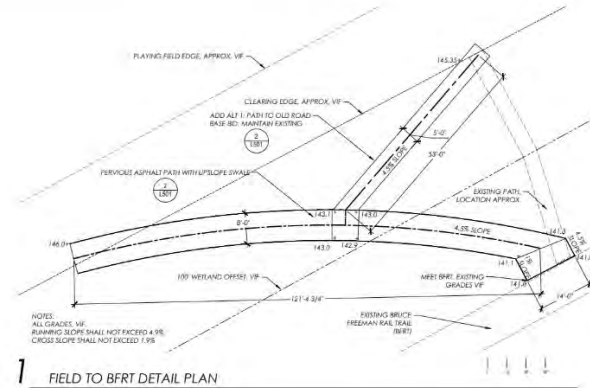 PLAYING FIELD EDGE, APPROX. VIF
145.35
CLEARING EDGE, APPROX. VIF
ADD ALT 1: PATH TO OLD ROAD
BASE BID: MAINTAIN EXISTING
2
L501
5'-0"
53'-0"
4.5% SLOPE
PERVIOUS ASPHALT PATH WITH UPSLOPE SWALE
2
L501
EXISTING PATH,
LOCATION APPROX.
143.1
143.0
8'-0"
146.0
143.0
142.9
4.5% SLOPE
100' WETLAND OFFSET, VIF
MEET BFRT, EXISTING
GRADES VIF
141.1
SLOPE
14'-0"
121'-4 3/4"
NOTES:
ALL GRADES, VIF.
RUNNING SLOPE SHALL NOT EXCEED 4.9%
CROSS SLOPE SHALL NOT EXCEED 1.9%
EXISTING BRUCE
FREEMAN RAIL TRAIL
(BFRT)
1 FIELD TO BFRT DETAIL PLAN